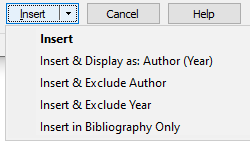 Insert Cancel Help
Insert
Insert & Display as: Author (Year)
Insert & Exclude Author
Insert & Exclude Year
Insert in Bibliography Only